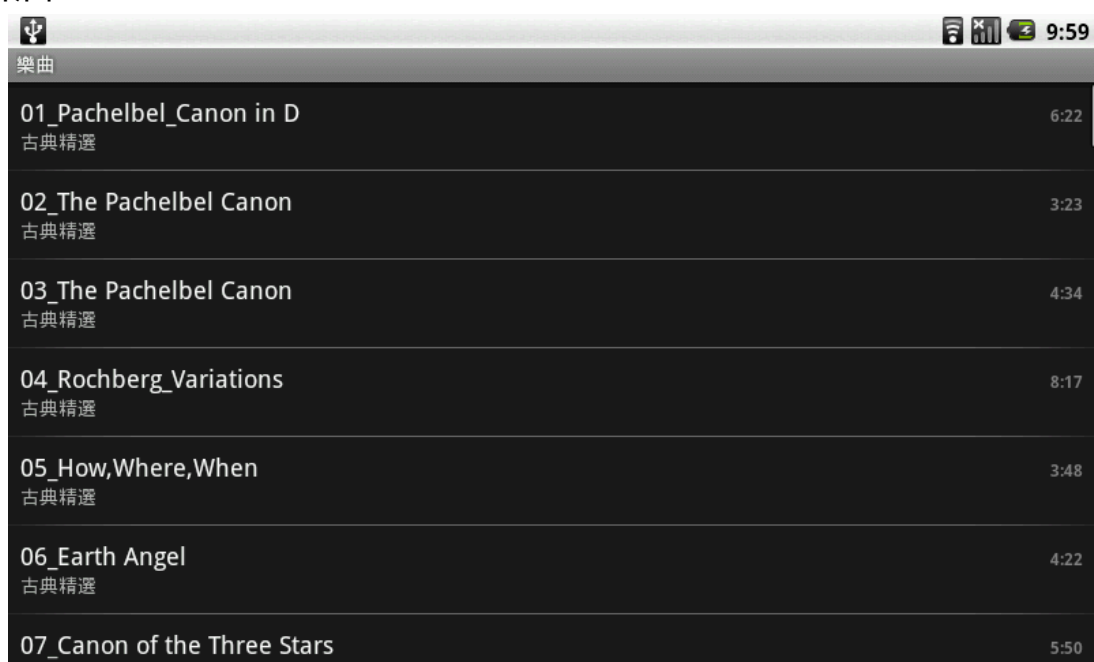 9:59
樂曲
01_Pachelbel_Canon in D 6:22
古典精選
02_The Pachelbel Canon 3:23
古典精選
03_The Pachelbel Canon 4:34
古典精選
04_Rochberg_Variations 8:17
古典精選
05_How,Where,When 3:48
古典精選
06_Earth Angel 4:22
古典精選
07_Canon of the Three Stars 5:50